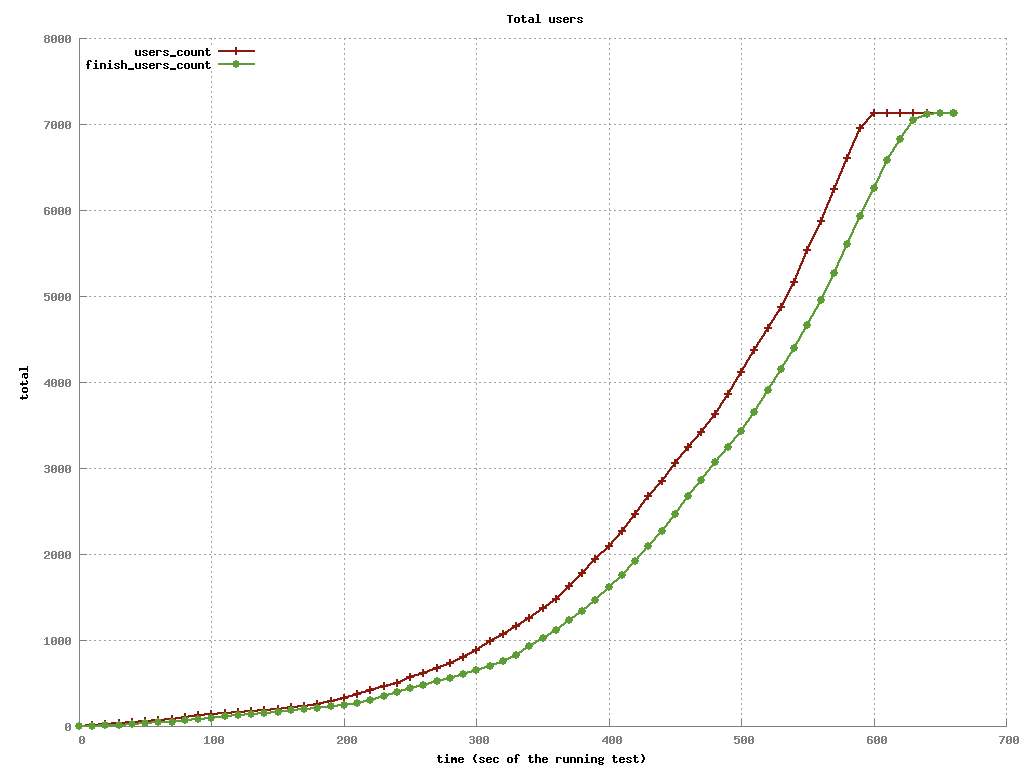 Total users
users_count
finish_users_count
8000
7000
6000
5000
4000
3000
2000
1000
0
total
0 100 200 300 400 500 600 700
time (sec of the running test)